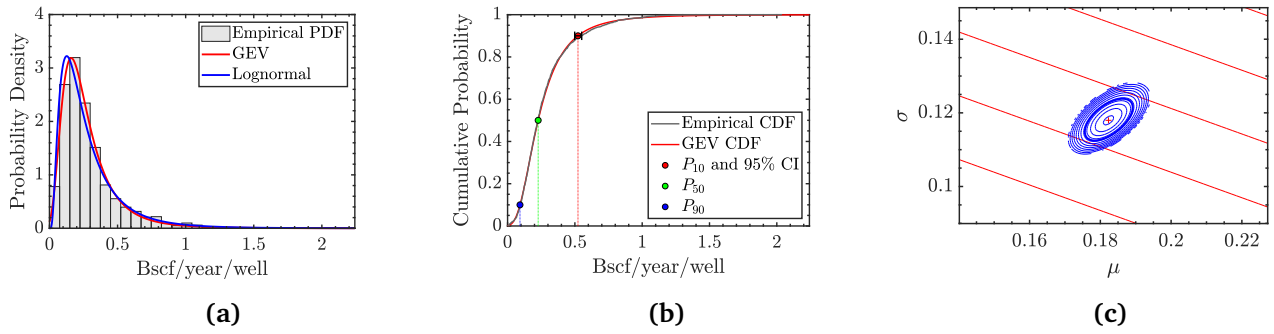 4
3
2
1
0
0
0.5
1
1.5
2
Probability Density
Bscf/year/well
Empirical PDF
GEV
Lognormal
(a)
1
0.8
0.6
0.4
0.2
0
0
0.5
1
1.5
2
Cumulative Probability
Bscf/year/well
Empirical CDF
GEV CDF
P10 and 95% CI
P50
P90
(b)
0.14
0.12
0.1
0.16
0.18
0.2
0.22
σ
μ
(c)